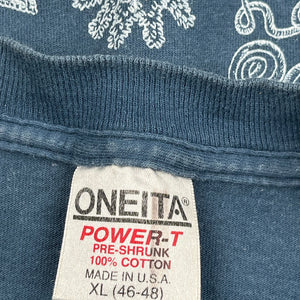 ONEITA®
POWER-T
PRE-SHRUNK
100% COTTON
MADE IN U.S.A.
XL (46-48)